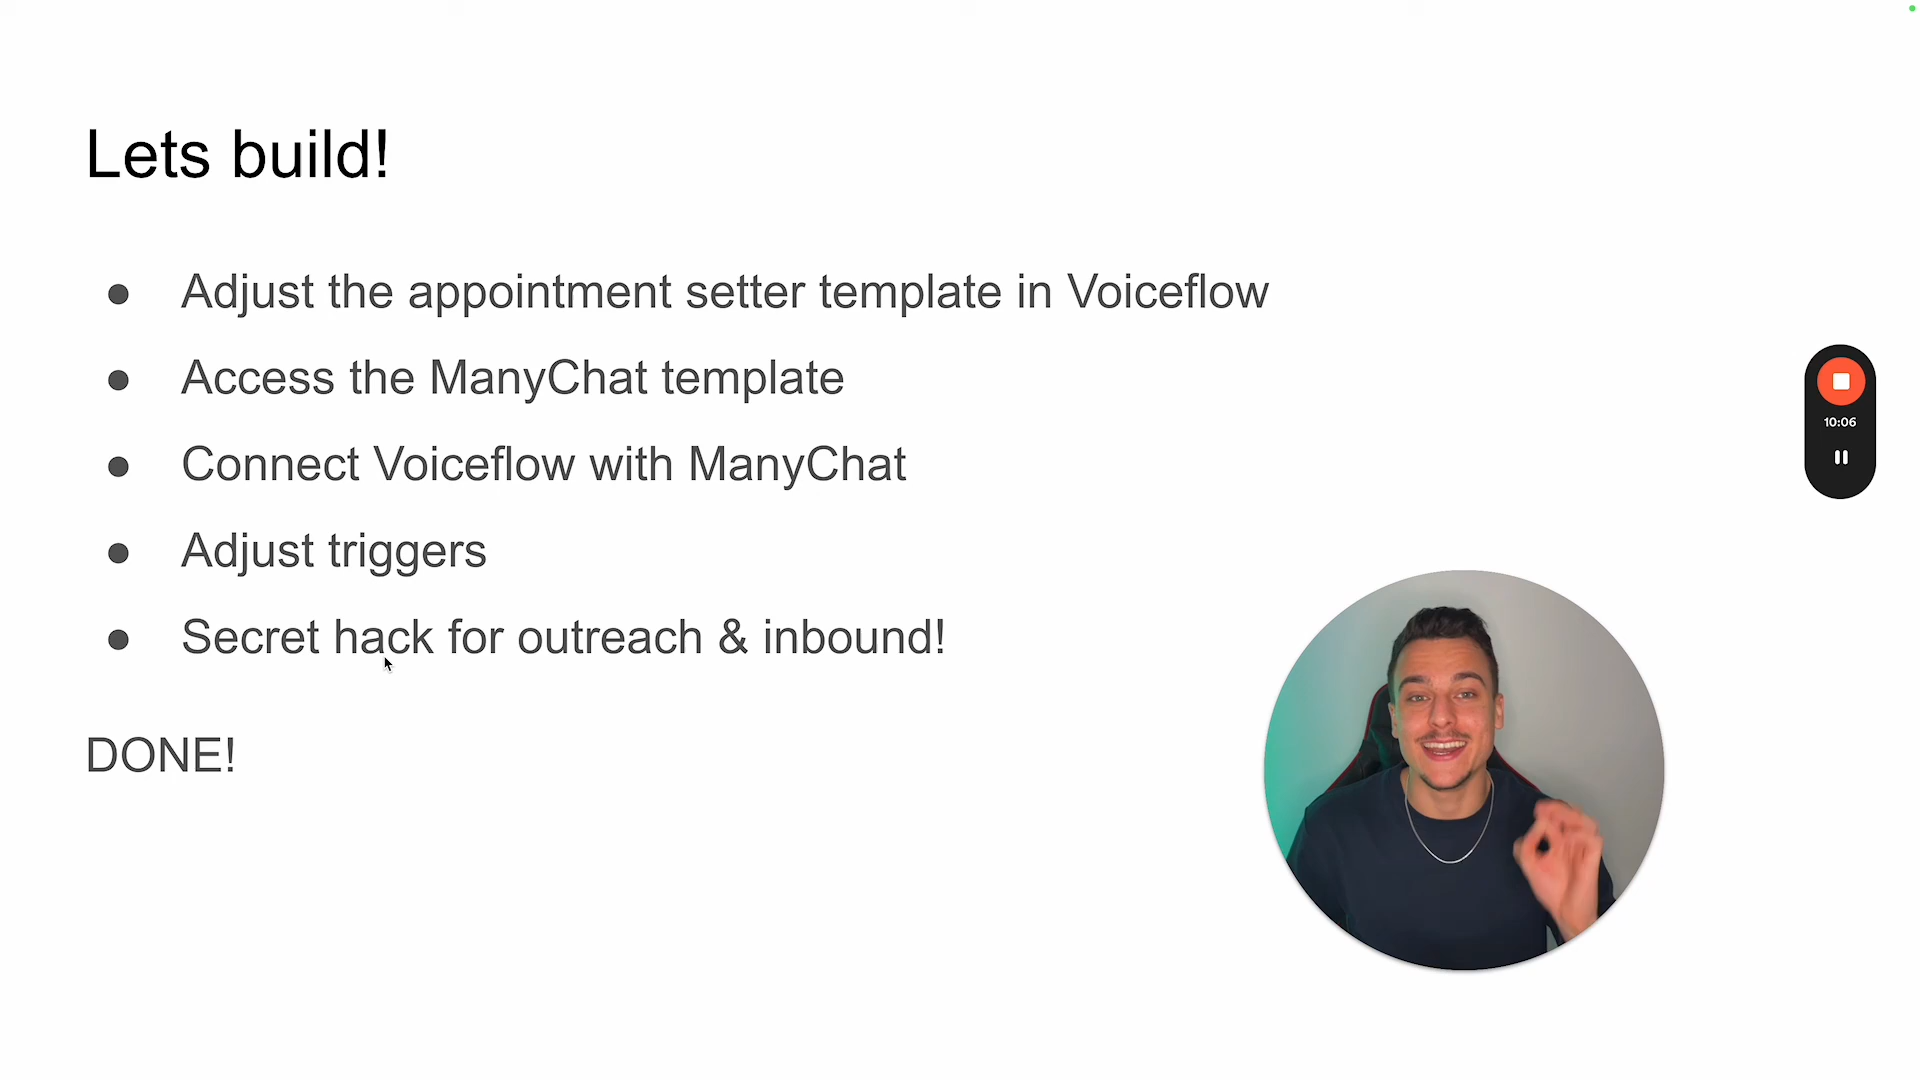 Lets build!
● Adjust the appointment setter template in Voiceflow
● Access the ManyChat template
● Connect Voiceflow with ManyChat
● Adjust triggers
● Secret hack for outreach & inbound!
DONE!
10:06